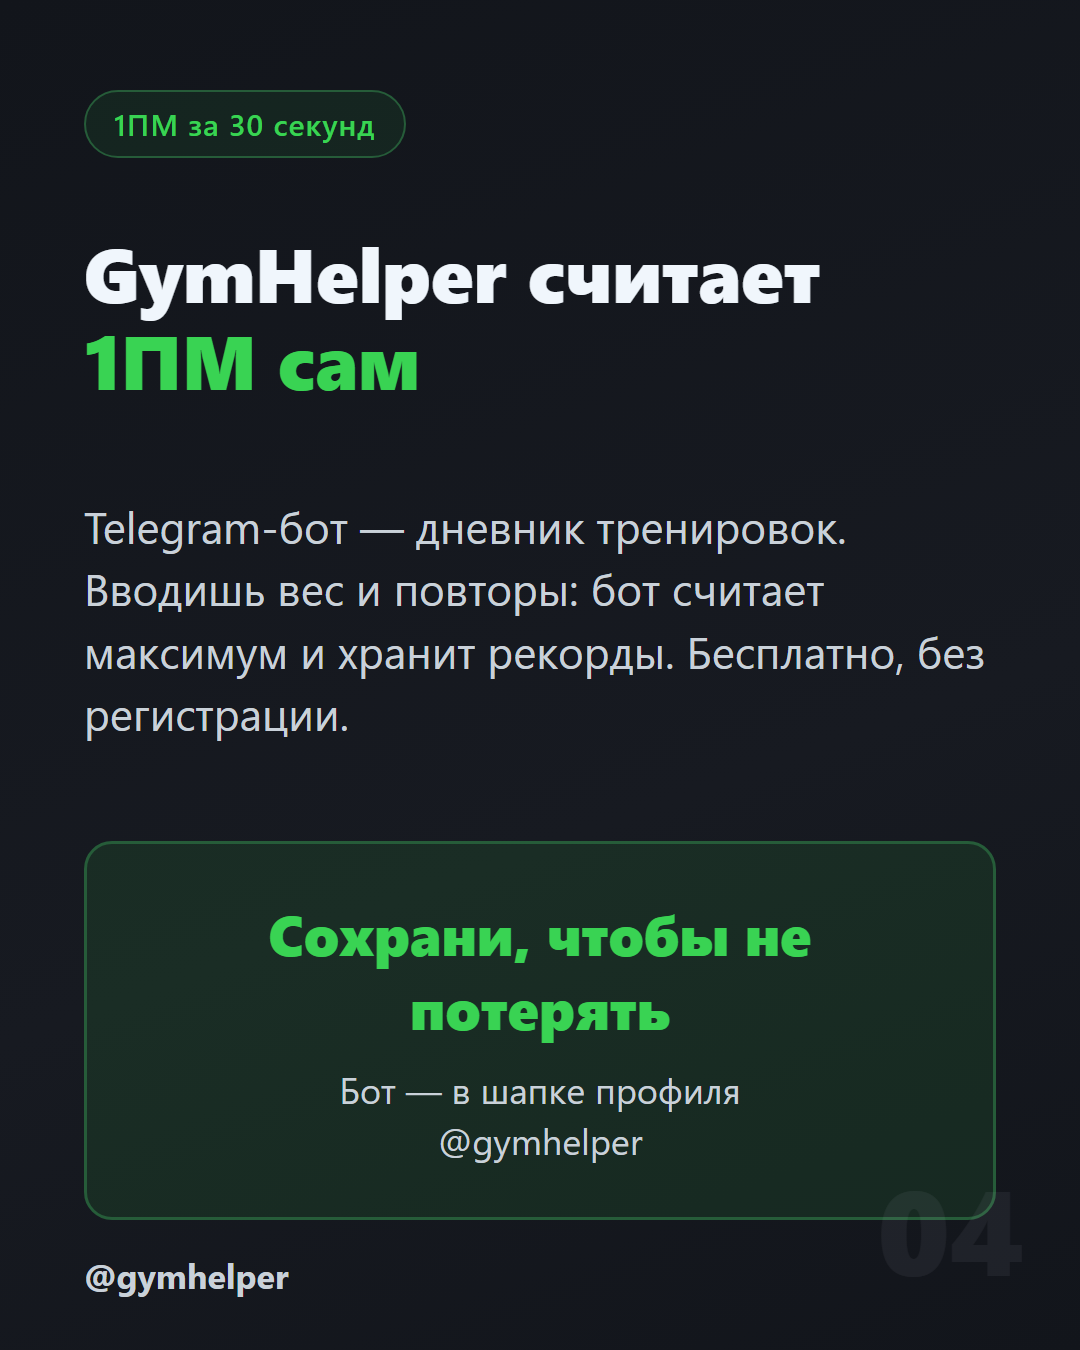 1ПМ за 30 секунд
GymHelper считает
1ПМ сам
Telegram-бот — дневник тренировок.
Вводишь вес и повторы: бот считает
максимум и хранит рекорды. Бесплатно, без
регистрации.
Сохрани, чтобы не
потерять
Бот — в шапке профиля
@gymhelper
04
@gymhelper